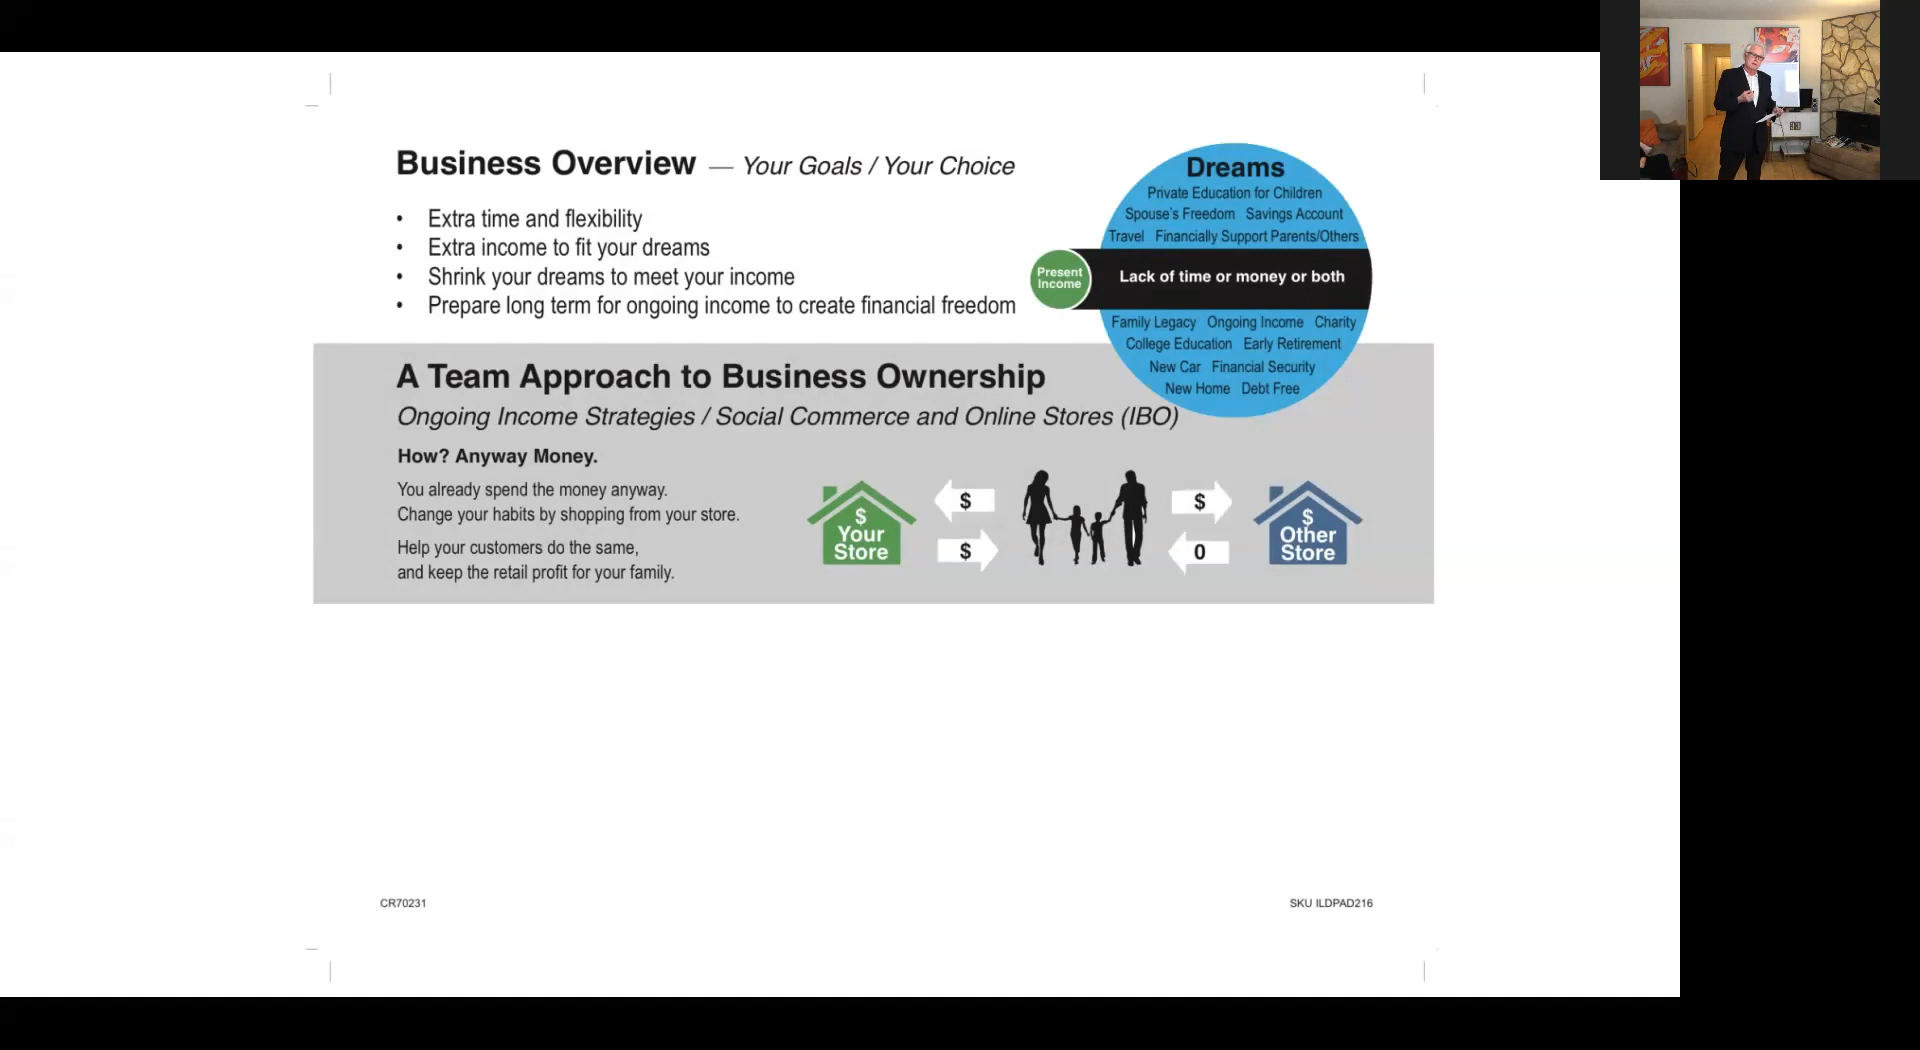 Business Overview — Your Goals / Your Choice
• Extra time and flexibility
• Extra income to fit your dreams
• Shrink your dreams to meet your income
• Prepare long term for ongoing income to create financial freedom
Dreams
Private Education for Children
Spouse's Freedom Savings Account
Travel Financially Support Parents/Others
Present
Income
Lack of time or money or both
Family Legacy Ongoing Income Charity
College Education Early Retirement
New Car Financial Security
New Home Debt Free
A Team Approach to Business Ownership
Ongoing Income Strategies / Social Commerce and Online Stores (IBO)
How? Anyway Money.
You already spend the money anyway.
Change your habits by shopping from your store.
Help your customers do the same,
and keep the retail profit for your family.
$
Your
Store
$
$
$
0
$
Other
Store
CR70231
SKU ILDPAD216